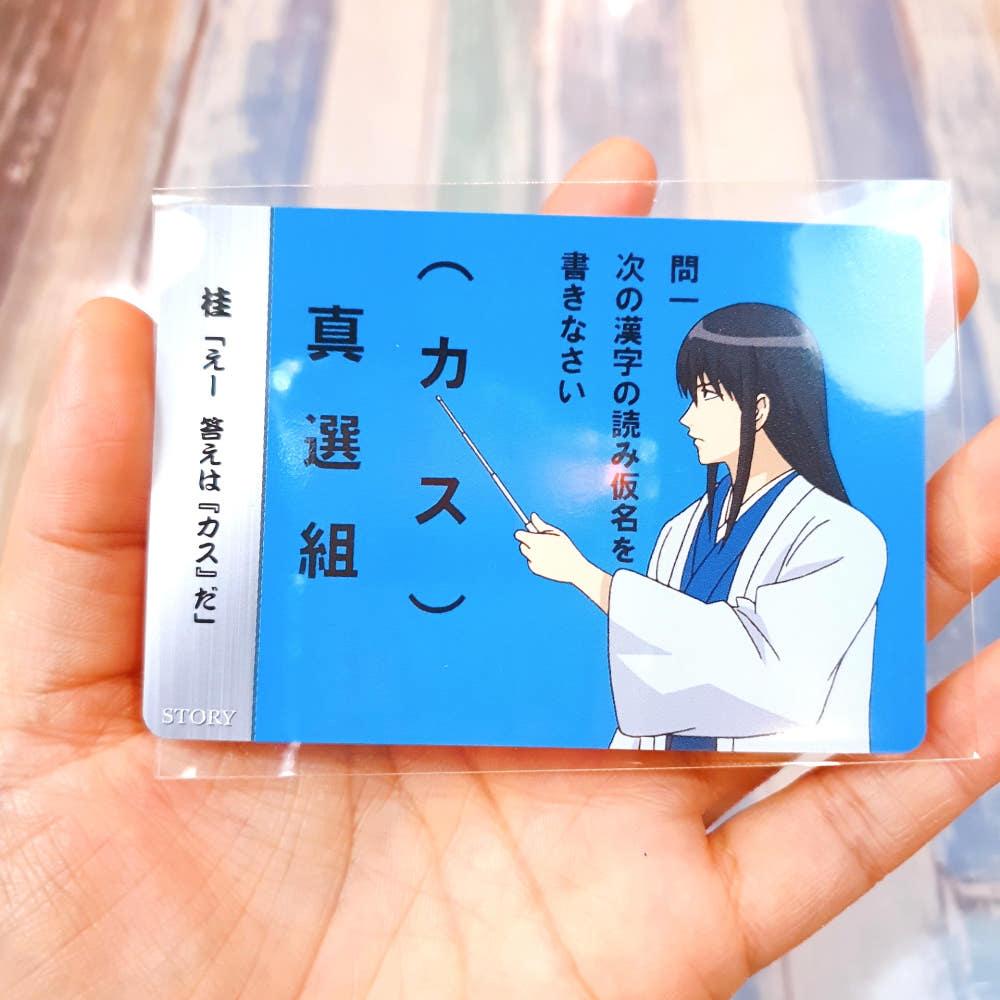 問一
次の漢字の読み仮名を
書きなさい
（カス）
真選組
桂「えー 答えは『カス』だ」
STORY